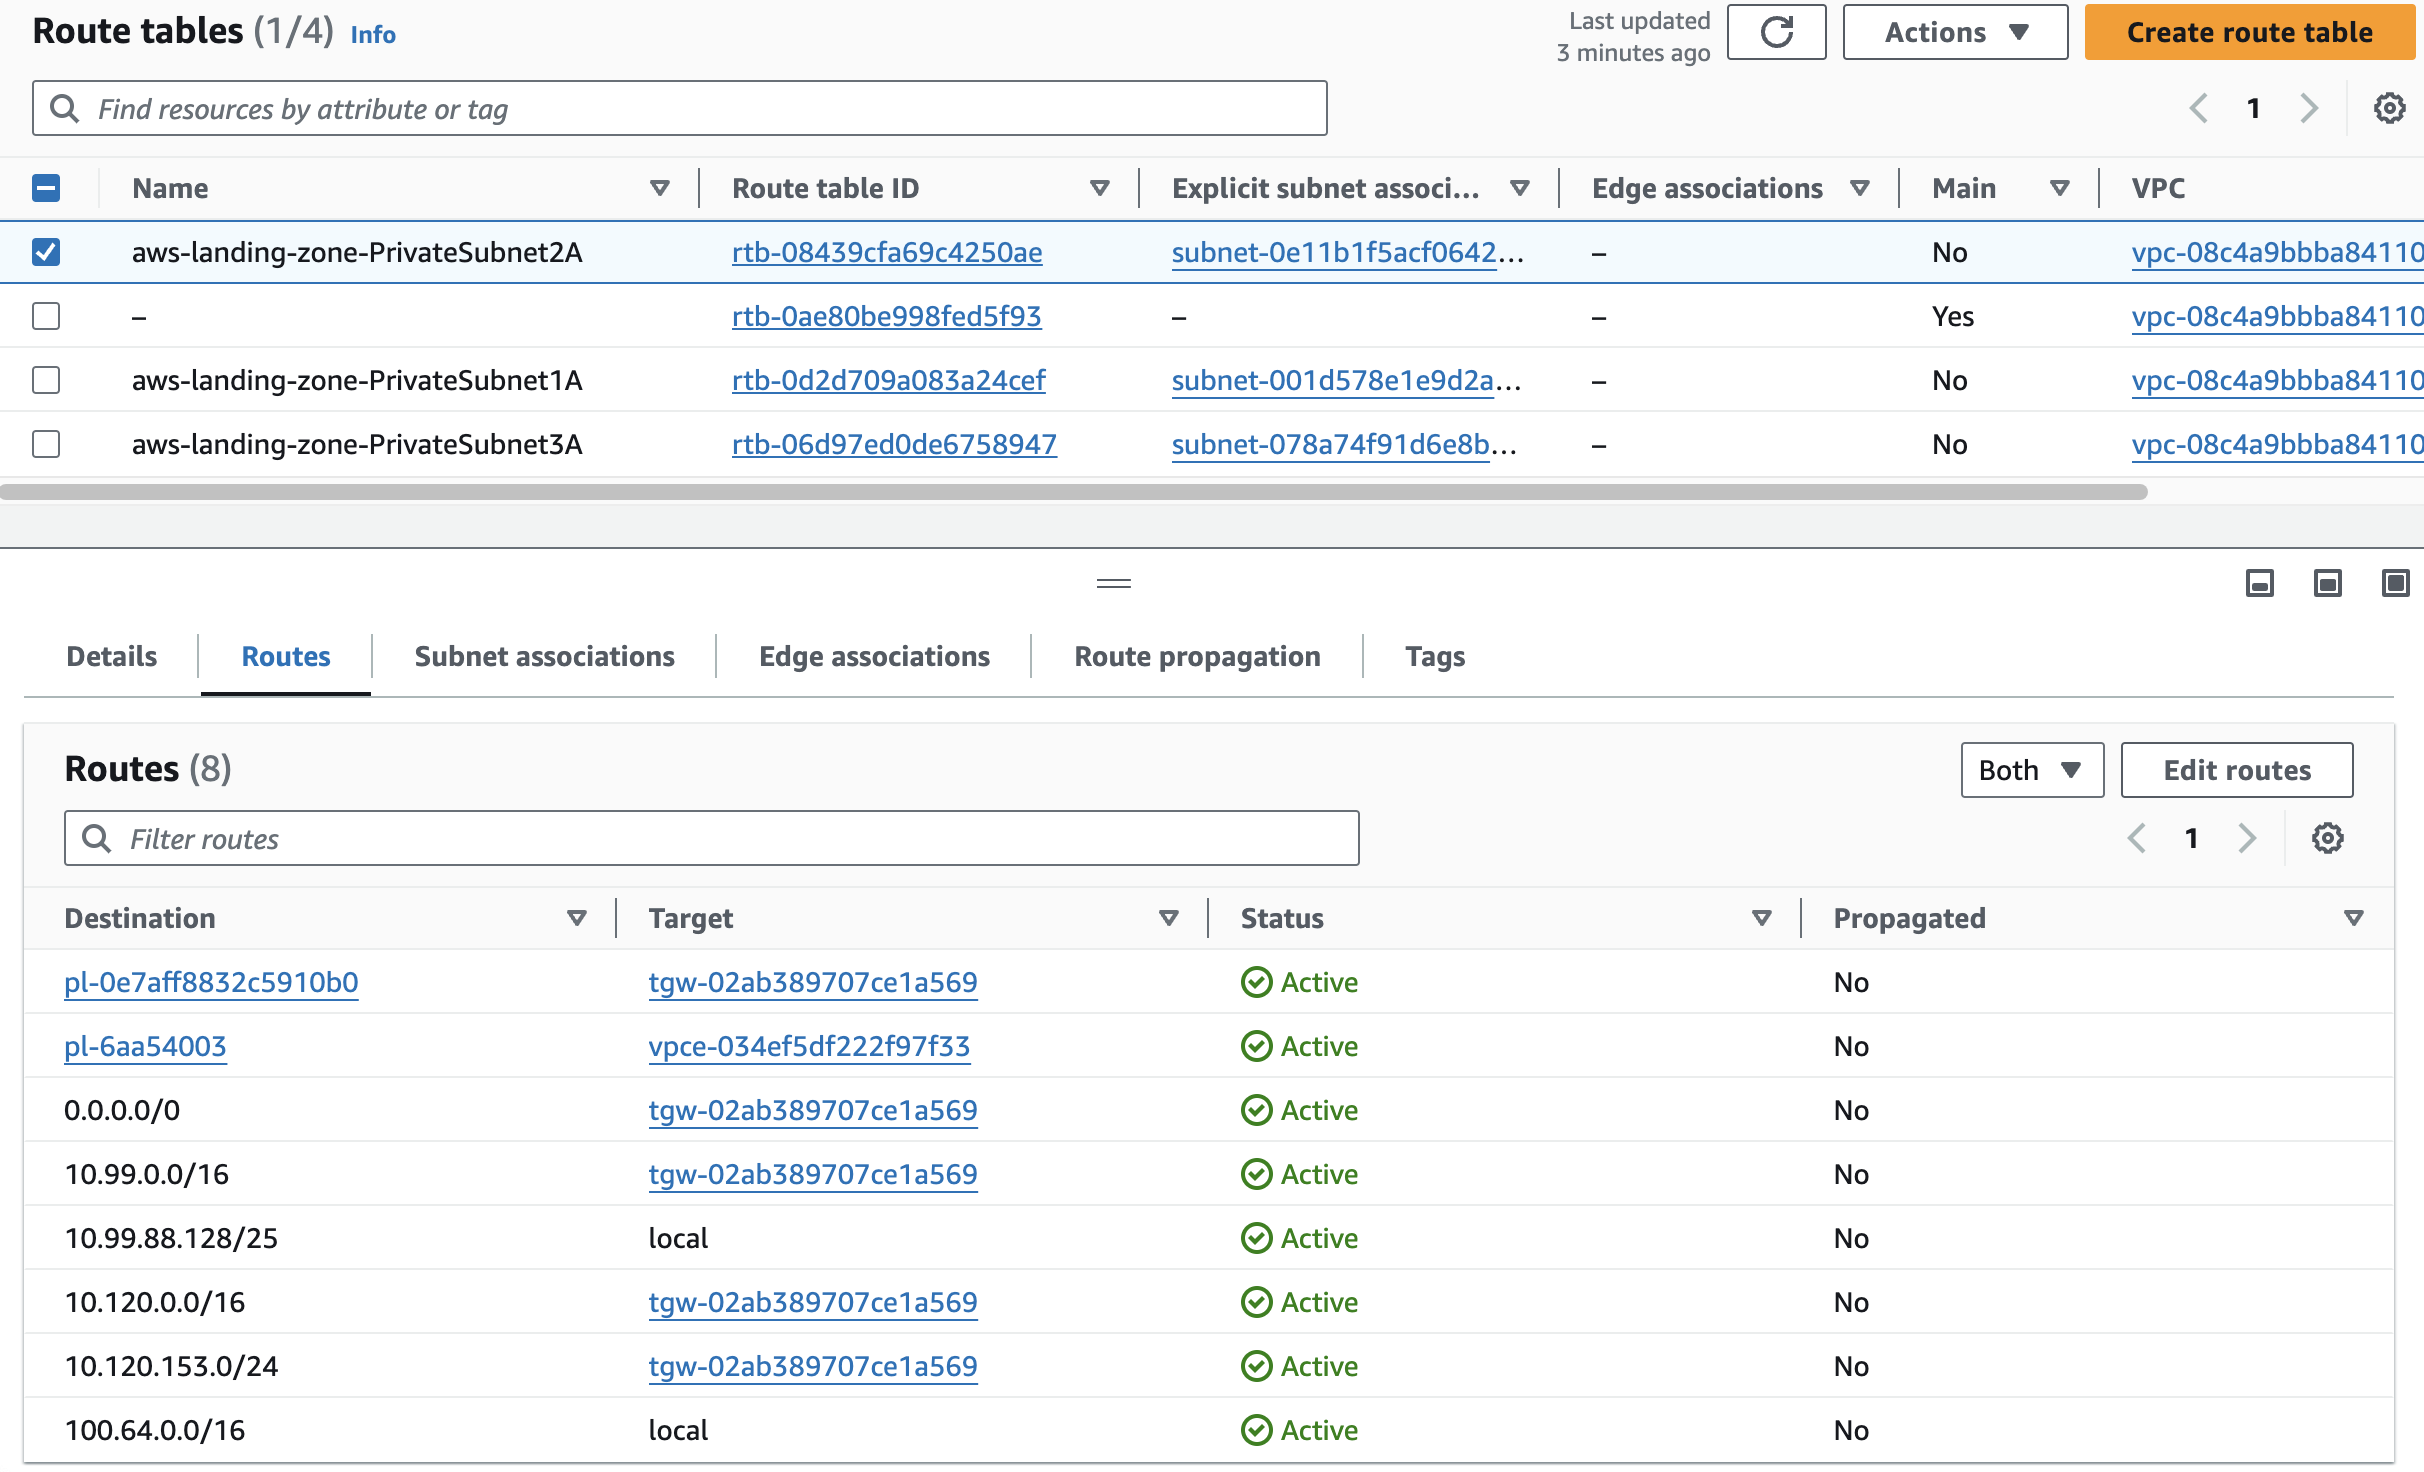 Route tables (1/4) Info
Last updated
3 minutes ago
Actions
Create route table
Find resources by attribute or tag
1
Name Route table ID Explicit subnet associ... Edge associations Main VPC
aws-landing-zone-PrivateSubnet2A rtb-08439cfa69c4250ae subnet-0e11b1f5acf0642... – No vpc-08c4a9bbba84110
– rtb-0ae80be998fed5f93 – – Yes vpc-08c4a9bbba84110
aws-landing-zone-PrivateSubnet1A rtb-0d2d709a083a24cef subnet-001d578e1e9d2a... – No vpc-08c4a9bbba84110
aws-landing-zone-PrivateSubnet3A rtb-06d97ed0de6758947 subnet-078a74f91d6e8b... – No vpc-08c4a9bbba84110
Details Routes Subnet associations Edge associations Route propagation Tags
Routes (8)
Both
Edit routes
Filter routes
1
Destination Target Status Propagated
pl-0e7aff8832c5910b0 tgw-02ab389707ce1a569 Active No
pl-6aa54003 vpce-034ef5df222f97f33 Active No
0.0.0.0/0 tgw-02ab389707ce1a569 Active No
10.99.0.0/16 tgw-02ab389707ce1a569 Active No
10.99.88.128/25 local Active No
10.120.0.0/16 tgw-02ab389707ce1a569 Active No
10.120.153.0/24 tgw-02ab389707ce1a569 Active No
100.64.0.0/16 local Active No